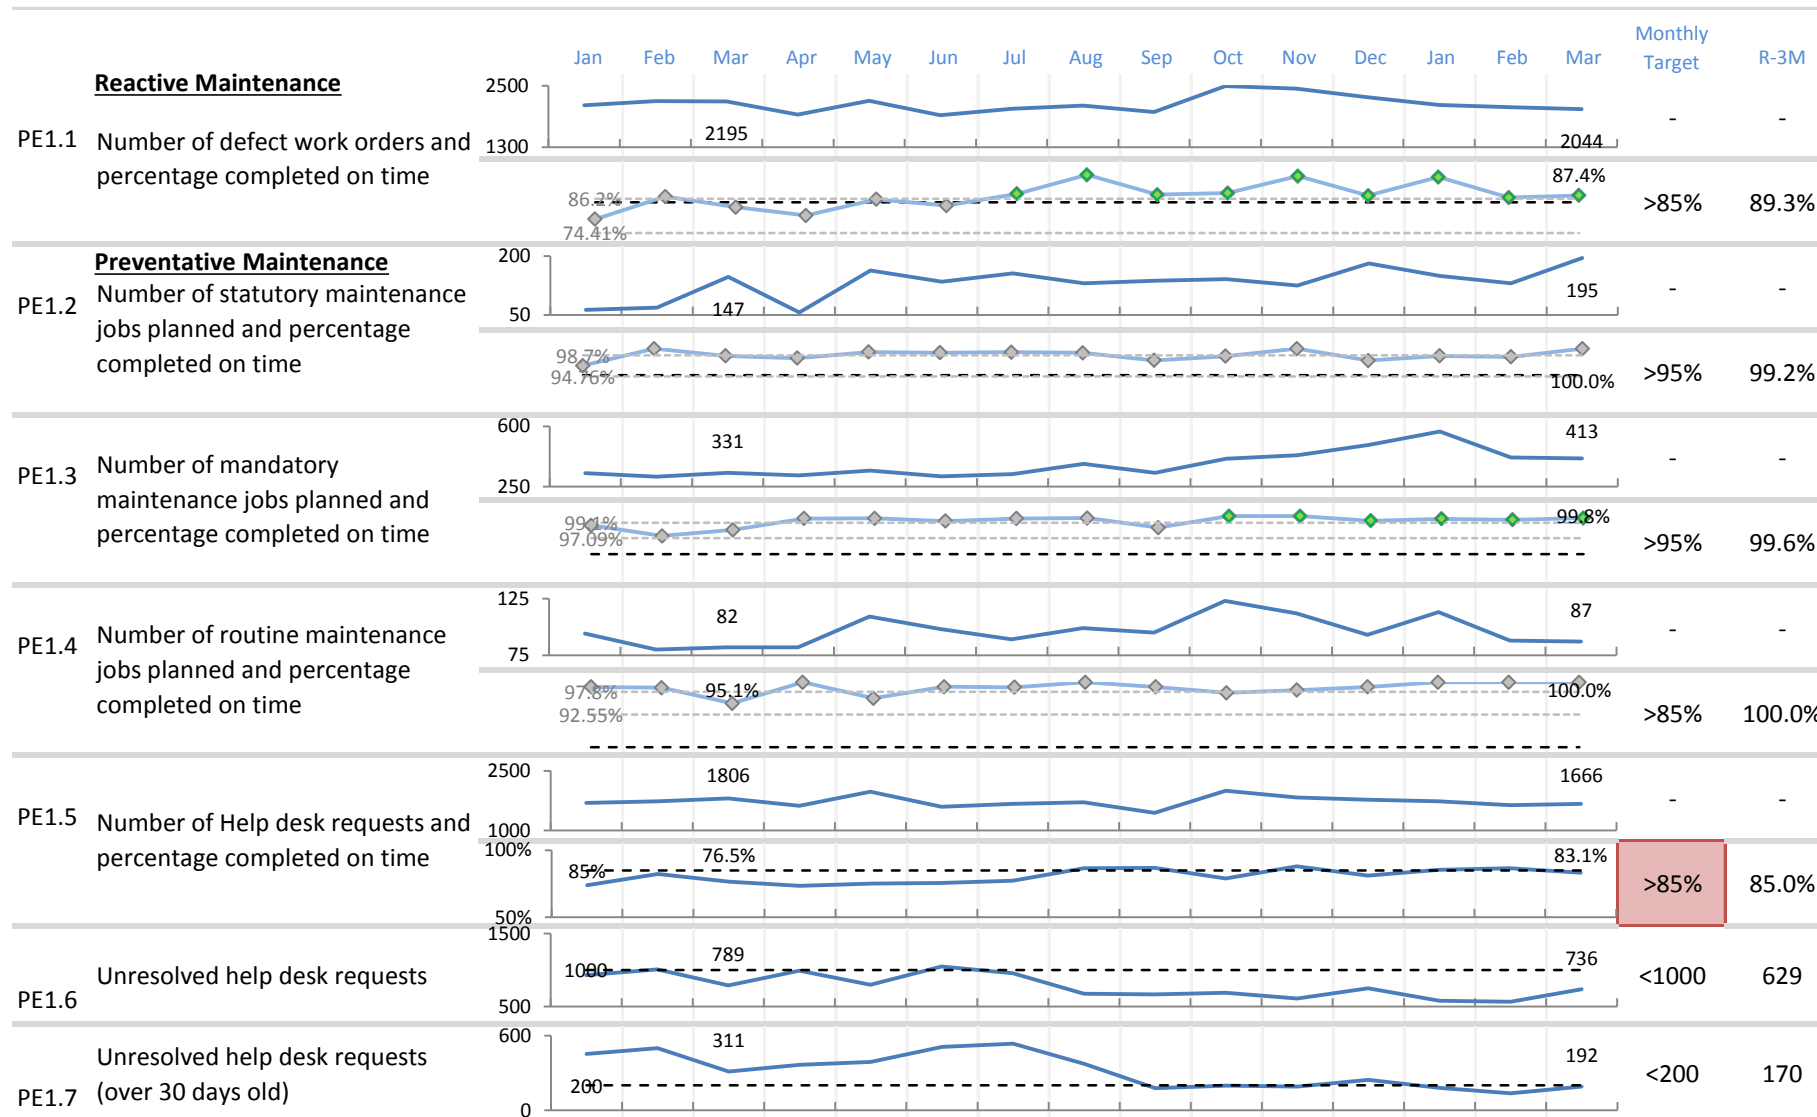 Jan Feb Mar Apr May Jun Jul Aug Sep Oct Nov Dec Jan Feb Mar Monthly Target R-3M
Reactive Maintenance
PE1.1
Number of defect work orders and
percentage completed on time
2500
1300
2195
2044
-
-
86.2%
74.41%
87.4%
>85%
89.3%
Preventative Maintenance
PE1.2
Number of statutory maintenance
jobs planned and percentage
completed on time
200
50
147
195
-
-
98.7%
94.76%
100.0%
>95%
99.2%
PE1.3
Number of mandatory
maintenance jobs planned and
percentage completed on time
600
250
331
413
-
-
99.1%
97.09%
99.8%
>95%
99.6%
PE1.4
Number of routine maintenance
jobs planned and percentage
completed on time
125
75
82
87
-
-
97.8%
92.55%
95.1%
100.0%
>85%
100.0%
PE1.5
Number of Help desk requests and
percentage completed on time
2500
1000
1806
1666
-
-
100%
85%
50%
76.5%
83.1%
>85%
85.0%
PE1.6
Unresolved help desk requests
1500
1000
500
789
736
<1000
629
PE1.7
Unresolved help desk requests
(over 30 days old)
600
200
0
311
192
<200
170